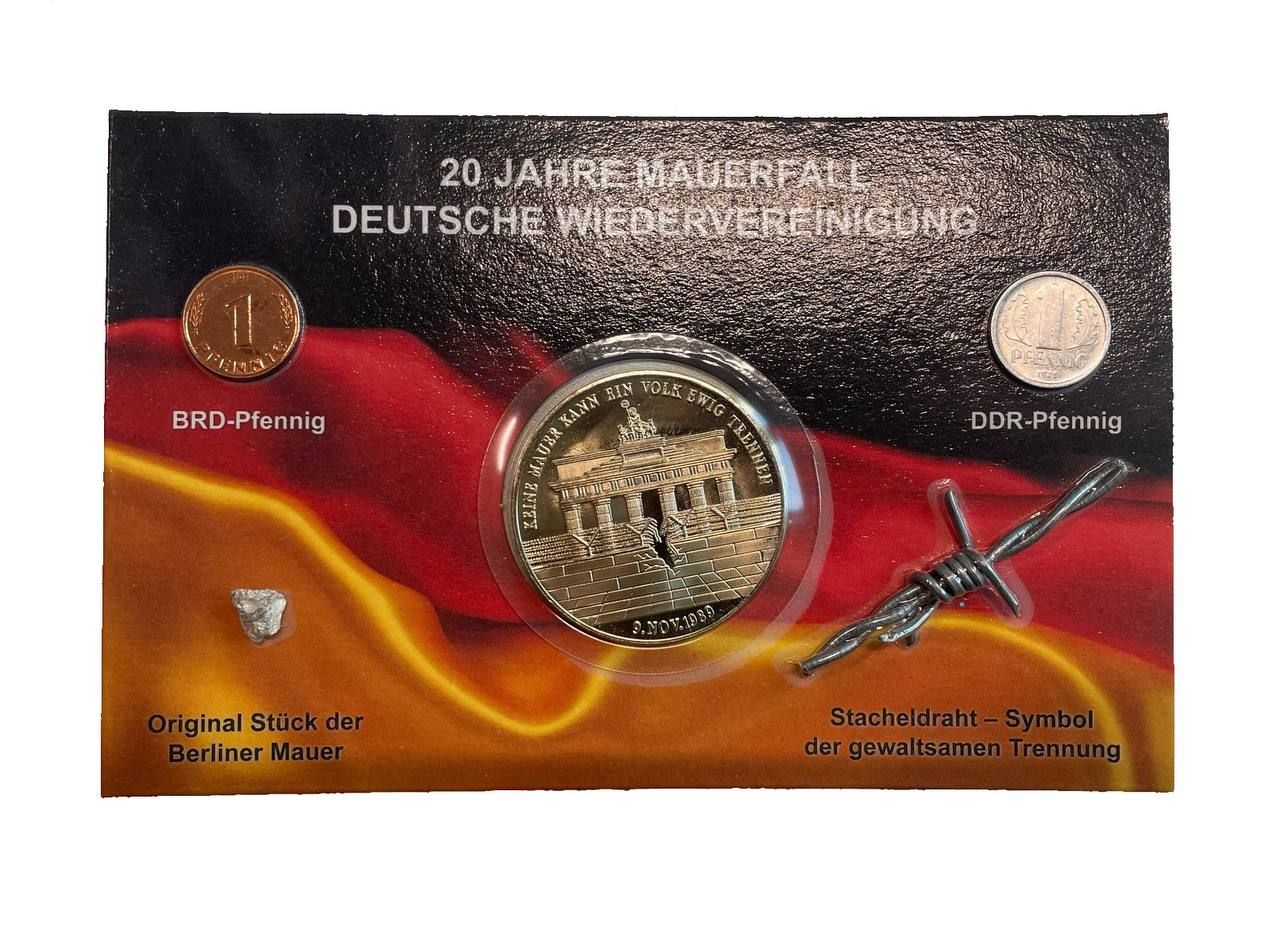 20 JAHRE MAUERFALL
DEUTSCHE WIEDERVEREINIGUNG
1
PFENNIG
BRD-Pfennig
1
PFENNIG
DDR-Pfennig
KEINE MAUER KANN EIN VOLK EWIG TRENNEN
9.NOV.1989
Original Stück der
Berliner Mauer
Stacheldraht – Symbol
der gewaltsamen Trennung